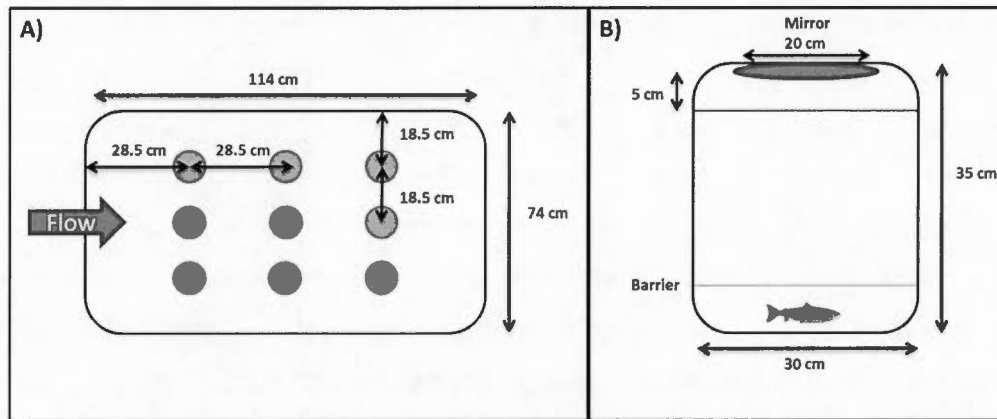 A)
114 cm
28.5 cm
28.5 cm
18.5 cm
18.5 cm
74 cm
Flow
B)
Mirror
20 cm
5 cm
35 cm
Barrier
30 cm